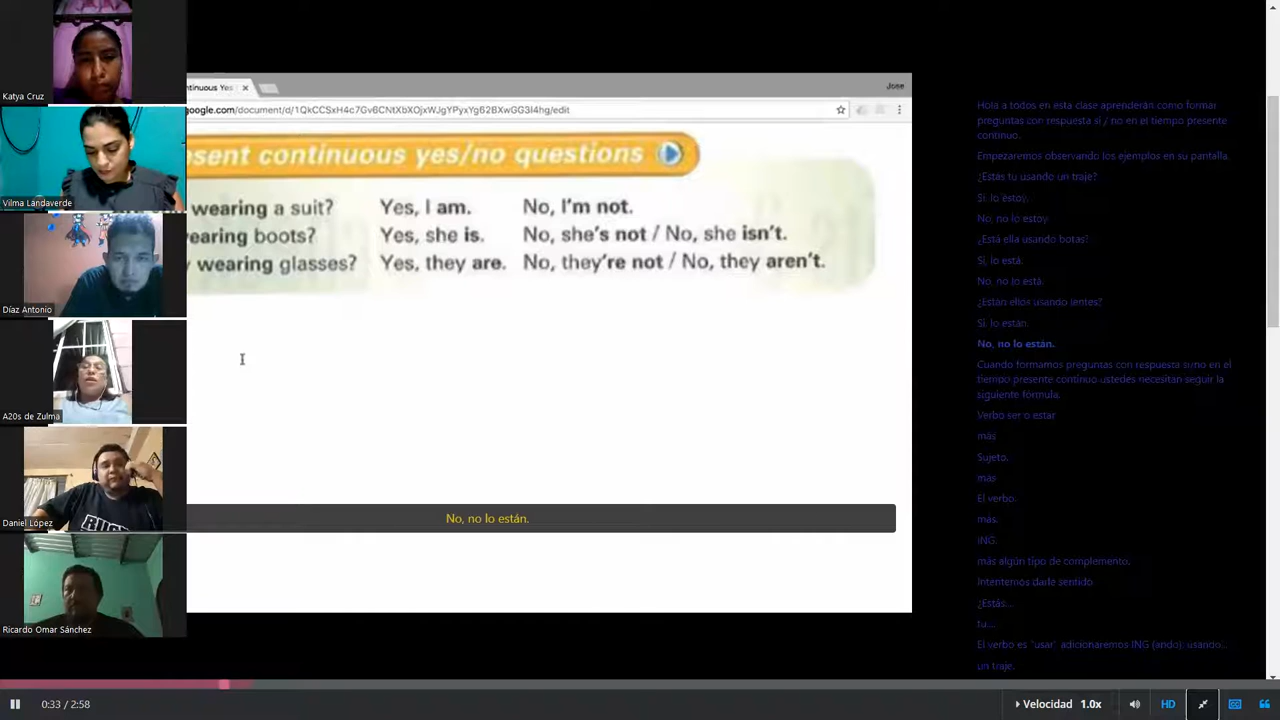 Katya Cruz
Vilma Landaverde
Díaz Antonio
A20s de Zulma
Daniel López
Ricardo Omar Sánchez
ntinuous Yes
Jose
google.com/document/d/1QkCCSxH4c7Gv6CNtXbXOjxWJgYPyxYg62BXwGG3I4hg/edit
esent continuous yes/no questions
wearing a suit? Yes, I am. No, I'm not.
earing boots? Yes, she is. No, she's not / No, she isn't.
y wearing glasses? Yes, they are. No, they're not / No, they aren't.
No, no lo están.
Hola a todos en esta clase aprenderán como formar
preguntas con respuesta si / no en el tiempo presente
continuo.
Empezaremos observando los ejemplos en su pantalla.
¿Estás tu usando un traje?
Si, lo estoy.
No, no lo estoy
¿Está ella usando botas?
Si, lo está.
No, no lo está.
¿Están ellos usando lentes?
Si, lo están.
No, no lo están.
Cuando formamos preguntas con respuesta si/no en el
tiempo presente continuo ustedes necesitan seguir la
siguiente fórmula.
Verbo ser o estar
más
Sujeto,
más
El verbo.
más.
ING.
más algún tipo de complemento.
Intentemos darle sentido
¿Estás...
tu...
El verbo es "usar" adicionaremos ING (ando): usando...
un traje.
0:33 / 2:58
Velocidad 1.0x
HD
CC